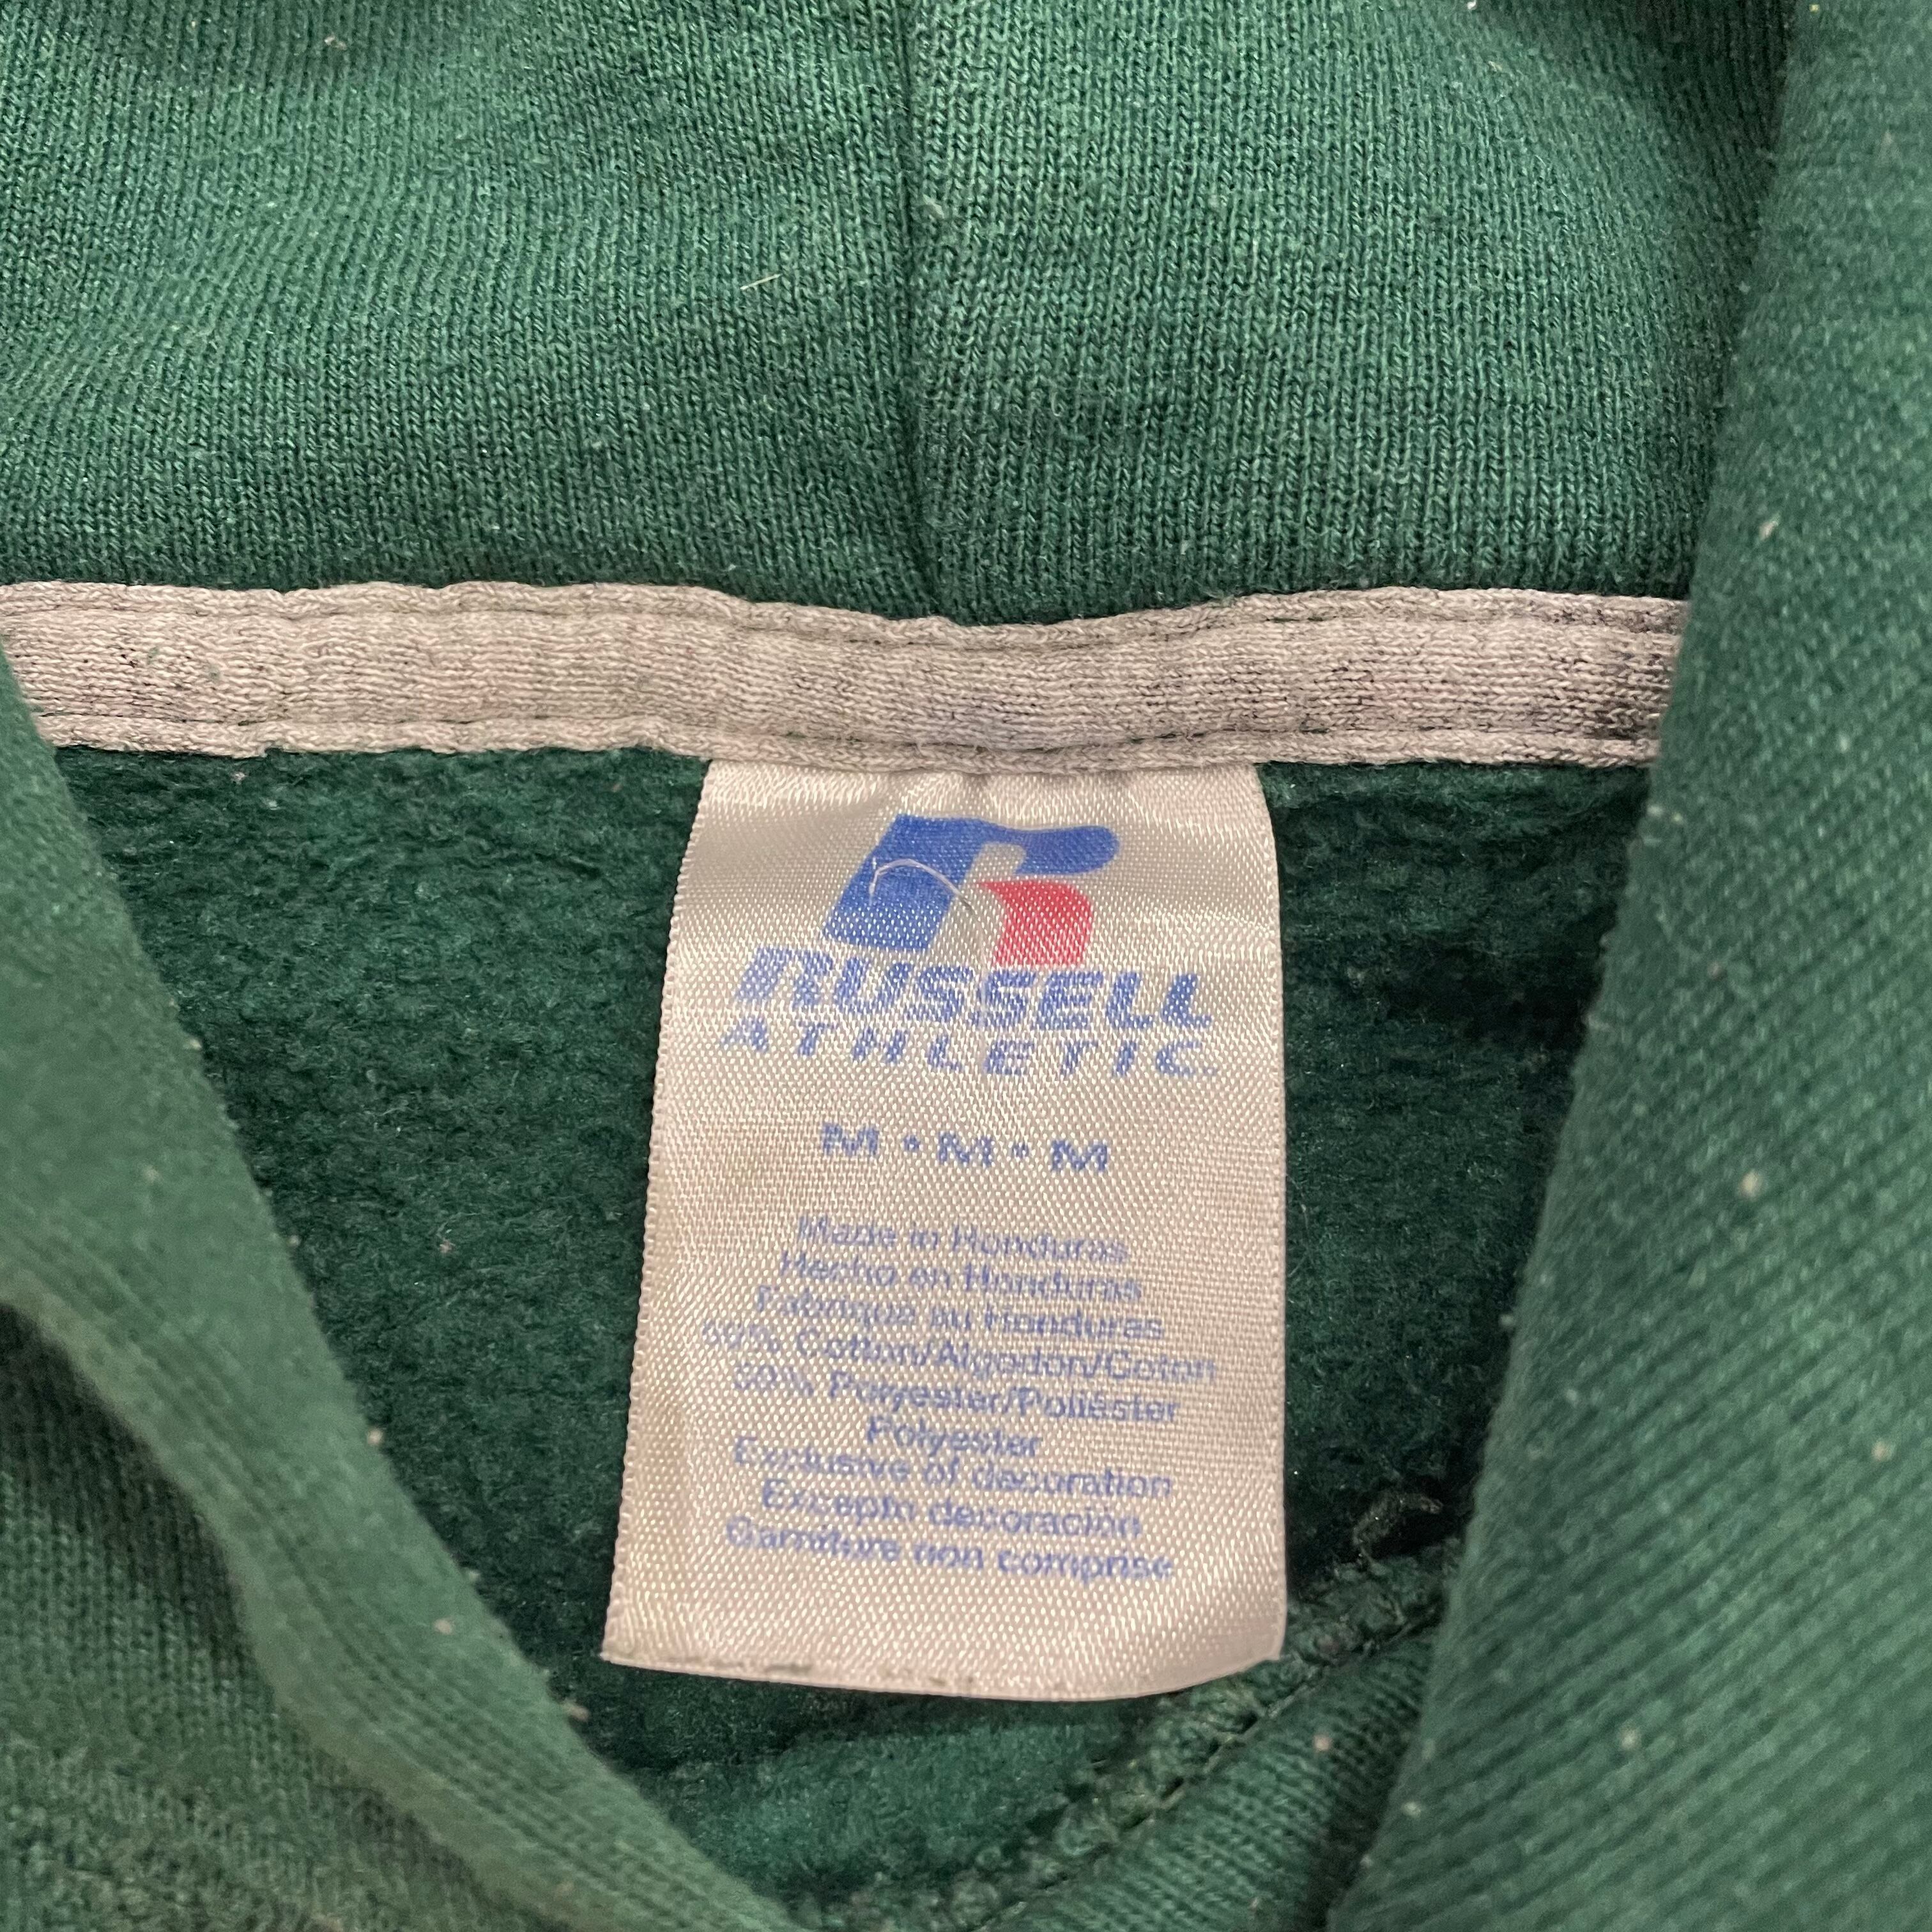 RUSSELL
ATHLETIC
M • M • M
Made in Honduras
Hecho en Honduras
Fabriqué au Honduras
Cotton/Algodón/Coton
50% Polyester/Poliéster
Polyester
Exclusive of decoration
Excepto decoración
Garniture non comprise